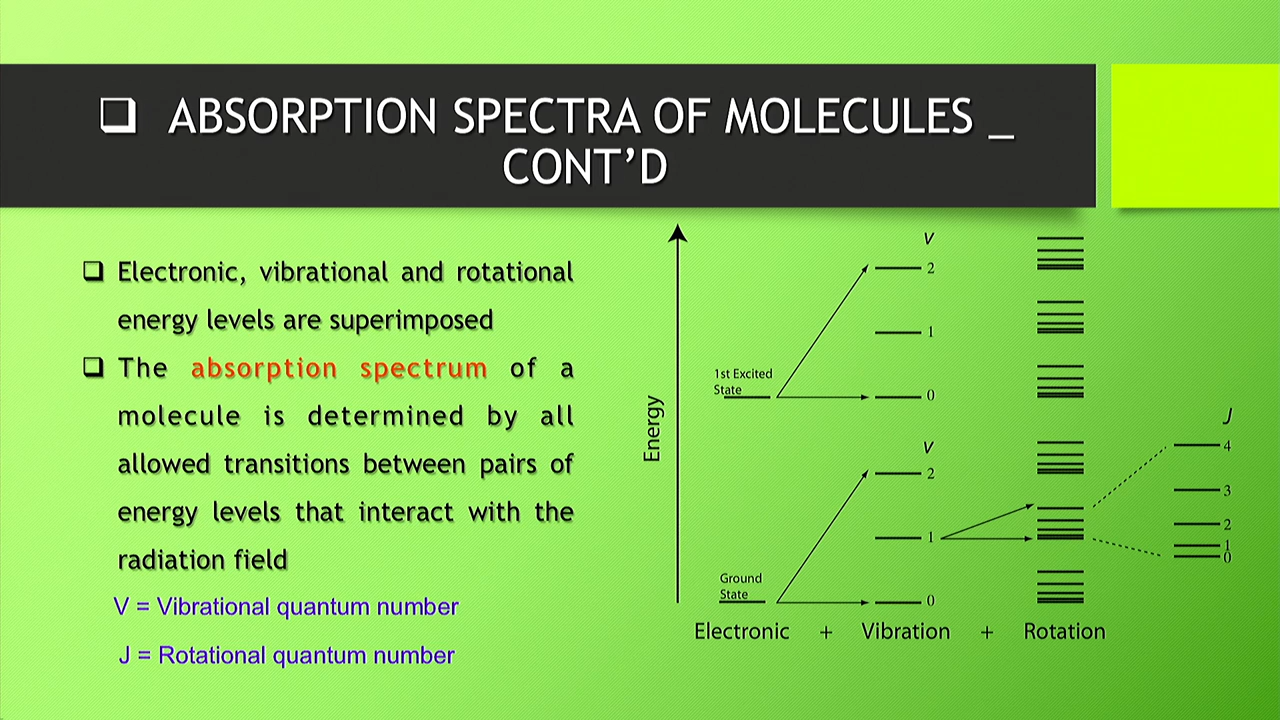 ❑ ABSORPTION SPECTRA OF MOLECULES _
CONT’D
❑ Electronic, vibrational and rotational
energy levels are superimposed
❑ The absorption spectrum of a
molecule is determined by all
allowed transitions between pairs of
energy levels that interact with the
radiation field
V = Vibrational quantum number
J = Rotational quantum number
Energy
v
2
1
1st Excited
State
0
v
2
1
Ground
State
0
J
4
3
2
1
0
Electronic + Vibration + Rotation